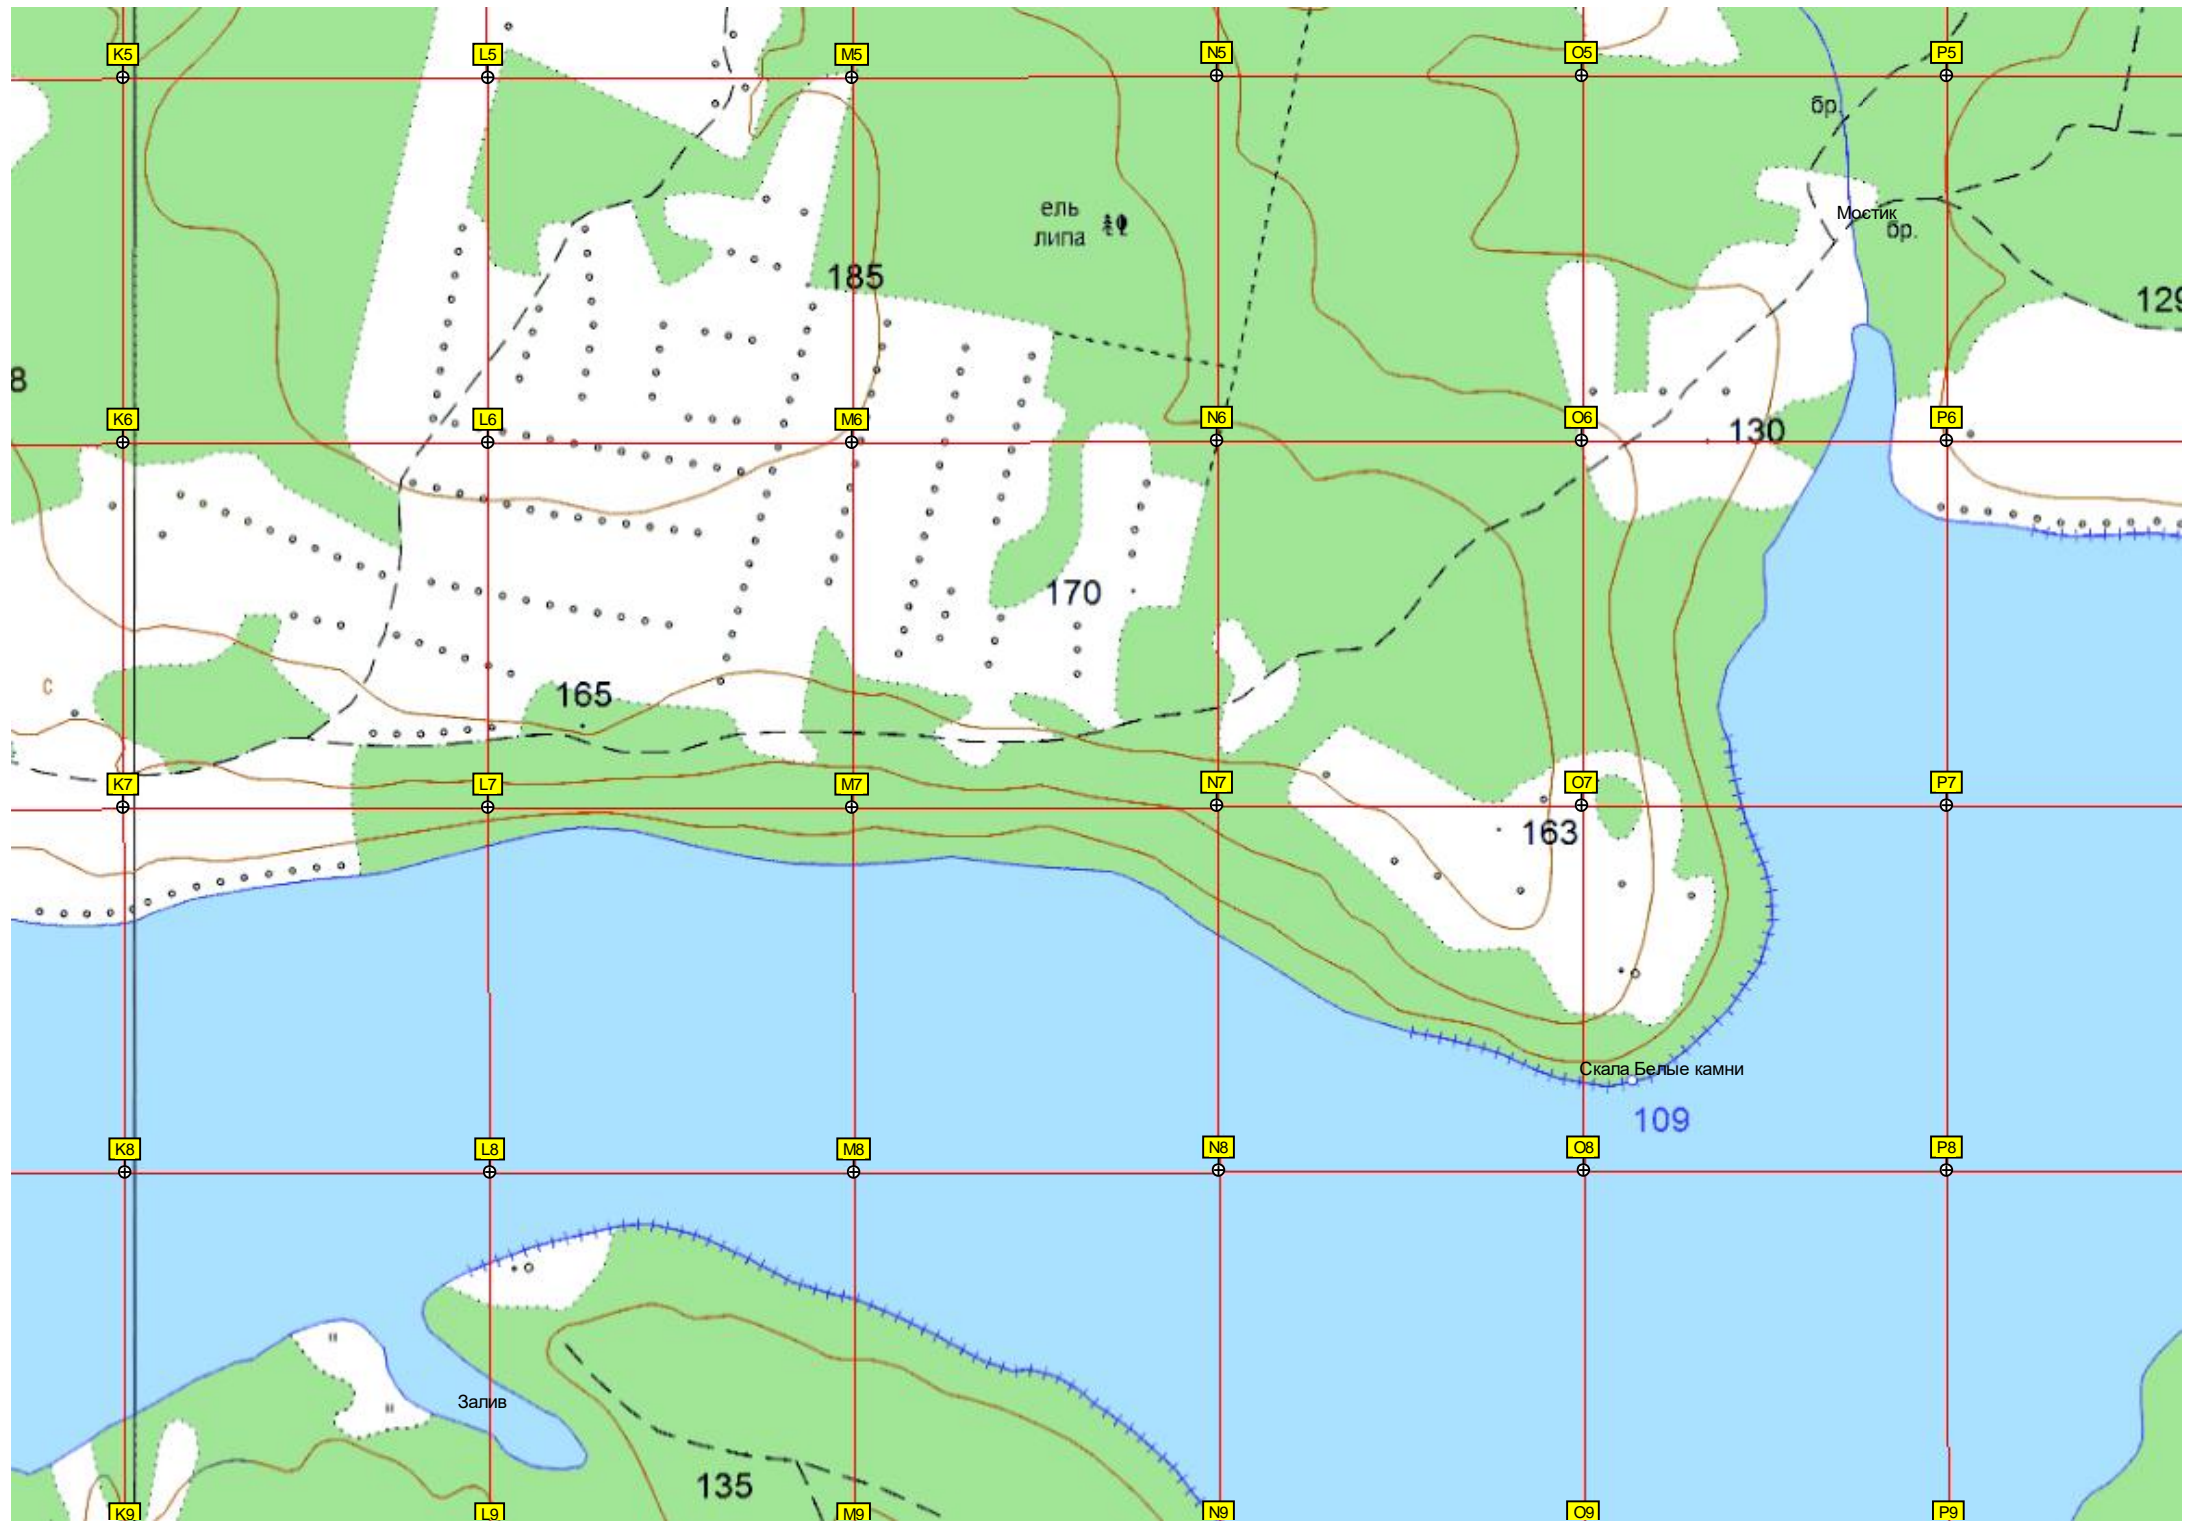 K5 L5 M5 N5 O5 P5
бр.
ель
липа
Мостик
бр.
185
129
8
K6 L6 M6 N6 O6 P6
130
170
с
165
K7 L7 M7 N7 O7 P7
163
Скала Белые камни
109
K8 L8 M8 N8 O8 P8
Залив
135
K9 L9 M9 N9 O9 P9